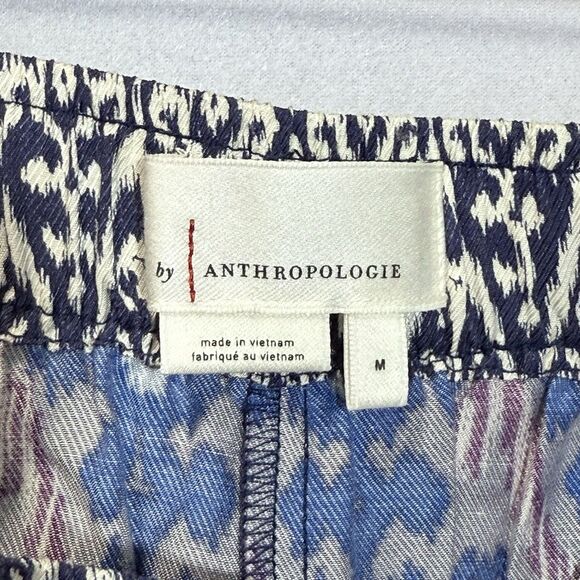 by ANTHROPOLOGIE
made in vietnam
fabriqué au vietnam
M